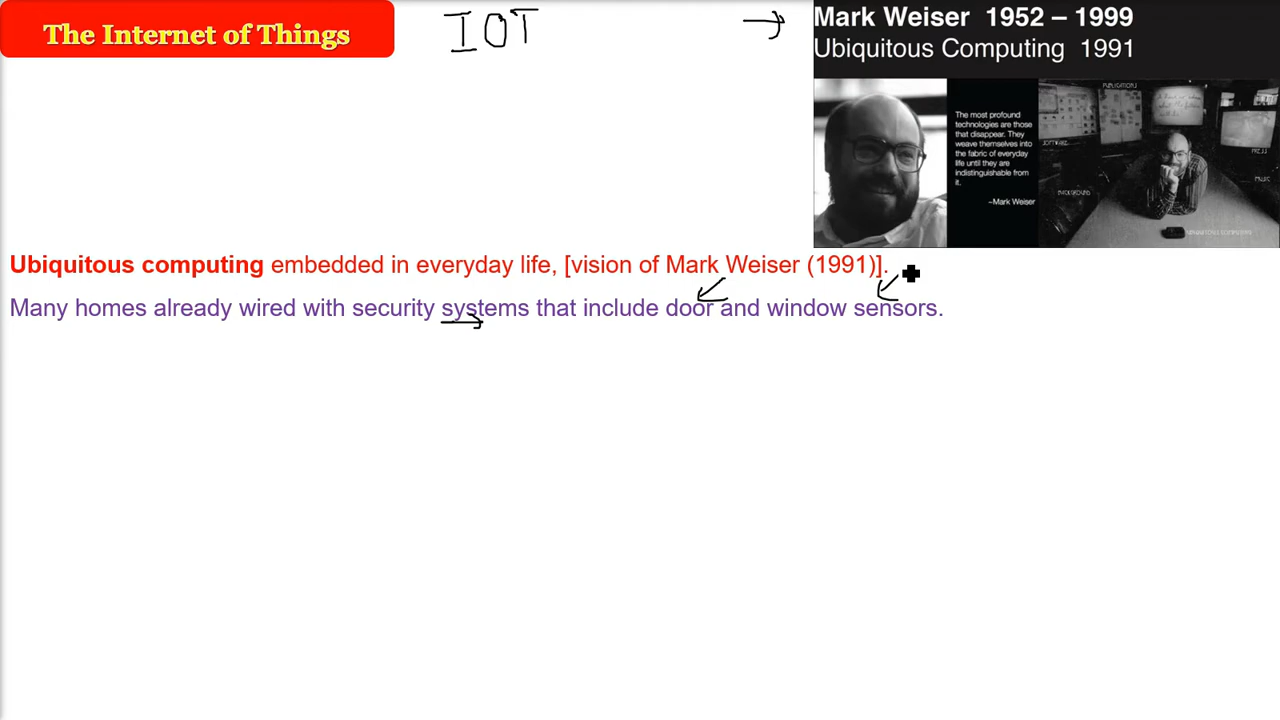 The Internet of Things
IOT
Mark Weiser 1952 – 1999
Ubiquitous Computing 1991
The most profound
technologies are those
that disappear. They
weave themselves into
the fabric of everyday
life until they are
indistinguishable from
it.
~Mark Weiser
Ubiquitous computing embedded in everyday life, [vision of Mark Weiser (1991)].
Many homes already wired with security systems that include door and window sensors.